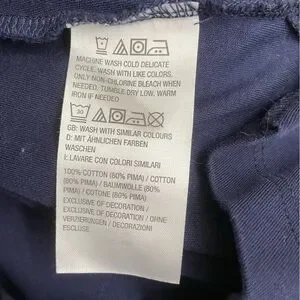 MACHINE WASH COLD DELICATE
CYCLE. WASH WITH LIKE COLORS.
ONLY NON-CHLORINE BLEACH WHEN
NEEDED. TUMBLE DRY LOW. WARM
IRON IF NEEDED
30
GB: WASH WITH SIMILAR COLOURS
D: MIT ÄHNLICHEN FARBEN
WASCHEN
I: LAVARE CON COLORI SIMILARI
100% COTTON (60% PIMA) / COTTON
(60% PIMA) / BAUMWOLLE (60%
PIMA) / COTONE (60% PIMA)
EXCLUSIVE OF DECORATION /
EXCLUSIVE OF DECORATION / OHNE
VERZIERUNGEN / DECORAZIONI
ESCLUSE